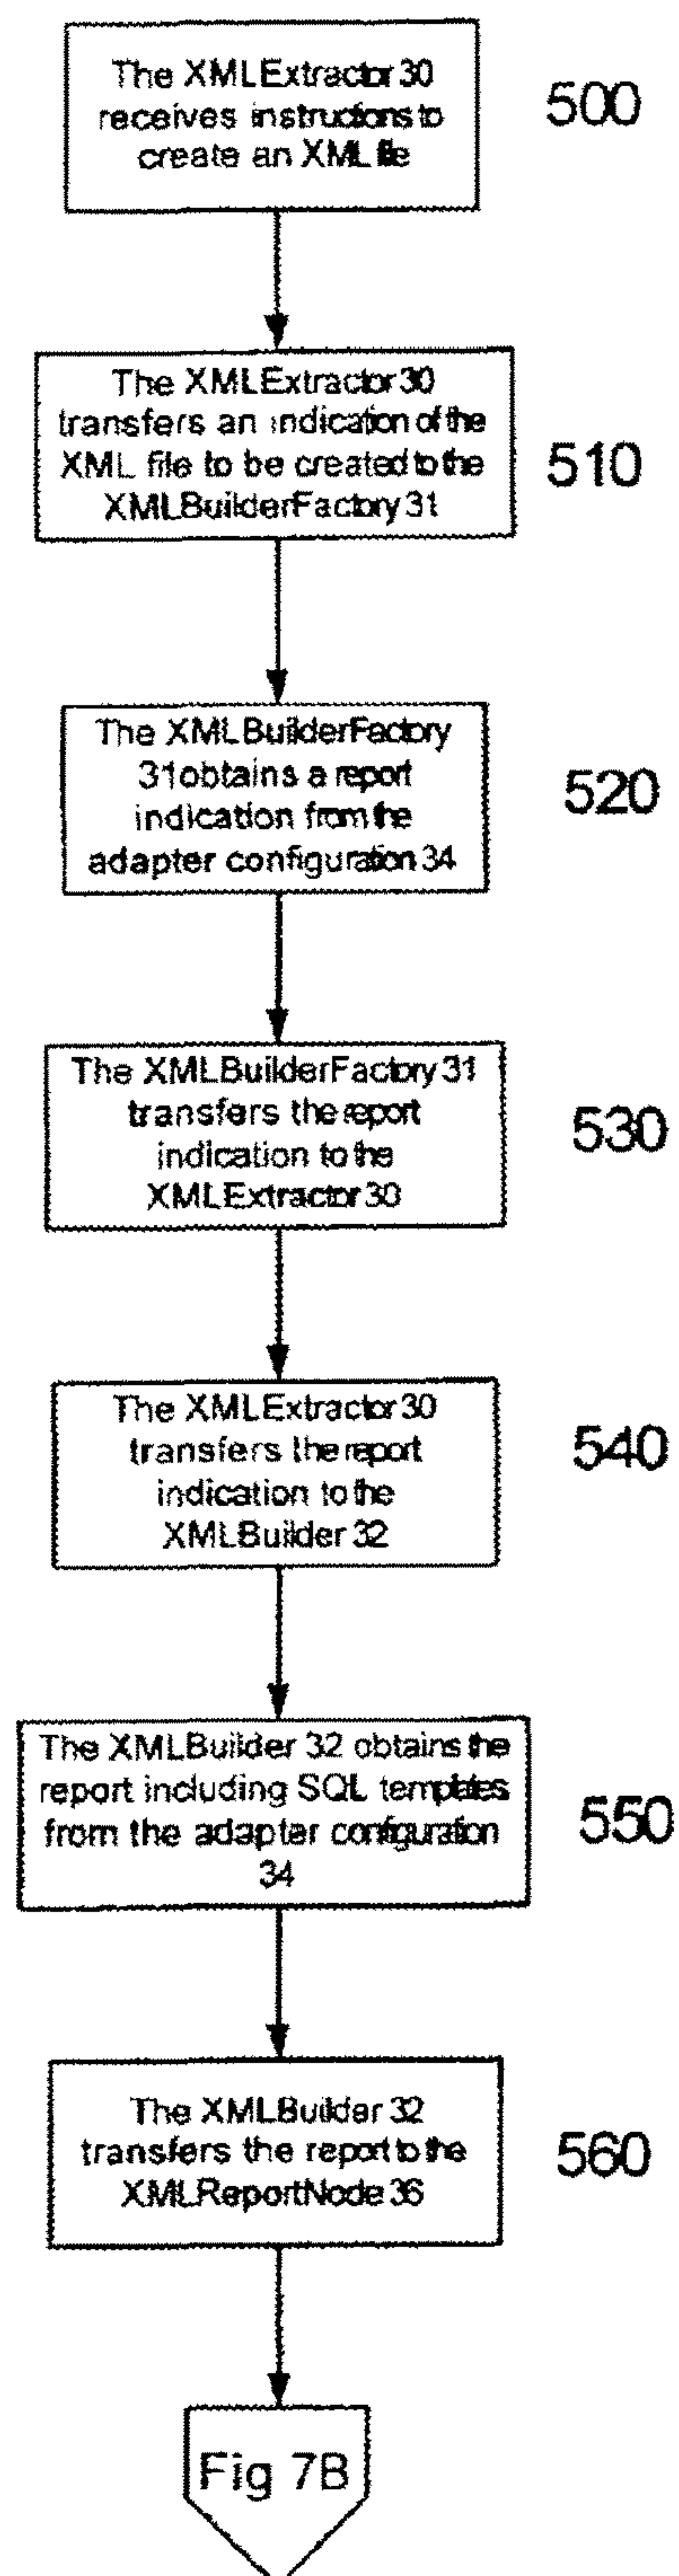 The XMLExtractor 30
receives instructions to
create an XML file
500
The XMLExtractor 30
transfers an indication of the
XML file to be created to the
XMLBuilderFactory 31
510
The XMLBuilderFactory
31 obtains a report
indication from the
adapter configuration 34
520
The XMLBuilderFactory 31
transfers the report
indication to the
XMLExtractor 30
530
The XMLExtractor 30
transfers the report
indication to the
XMLBuilder 32
540
The XMLBuilder 32 obtains the
report including SQL templates
from the adapter configuration
34
550
The XMLBuilder 32
transfers the report to the
XMLReportNode 36
560
Fig 7B